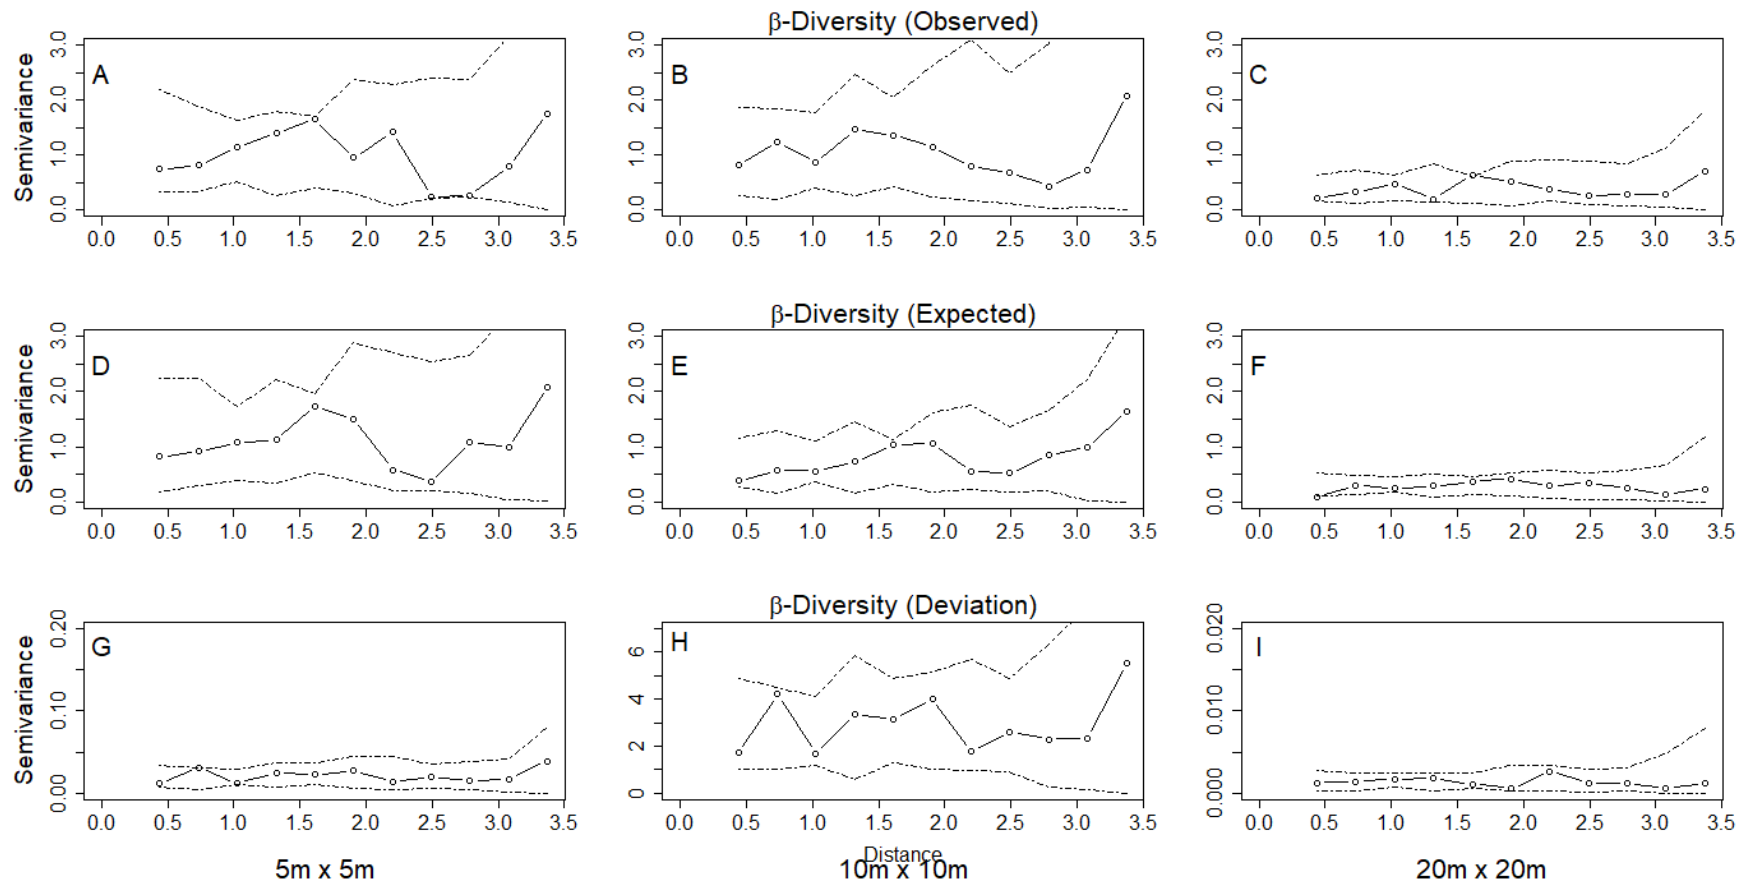 β-Diversity (Observed)
Semivariance
A
B
C
3.0
2.0
1.0
0.0
3.0
2.0
1.0
0.0
3.0
2.0
1.0
0.0
0.0 0.5 1.0 1.5 2.0 2.5 3.0 3.5
0.0 0.5 1.0 1.5 2.0 2.5 3.0 3.5
0.0 0.5 1.0 1.5 2.0 2.5 3.0 3.5
β-Diversity (Expected)
Semivariance
D
E
F
3.0
2.0
1.0
0.0
3.0
2.0
1.0
0.0
3.0
2.0
1.0
0.0
0.0 0.5 1.0 1.5 2.0 2.5 3.0 3.5
0.0 0.5 1.0 1.5 2.0 2.5 3.0 3.5
0.0 0.5 1.0 1.5 2.0 2.5 3.0 3.5
β-Diversity (Deviation)
Semivariance
G
H
I
0.20
0.10
0.00
6
4
2
0
0.020
0.010
0.000
0.0 0.5 1.0 1.5 2.0 2.5 3.0 3.5
0.0 0.5 1.0 1.5 2.0 2.5 3.0 3.5
0.0 0.5 1.0 1.5 2.0 2.5 3.0 3.5
Distance
5m x 5m
10m x 10m
20m x 20m